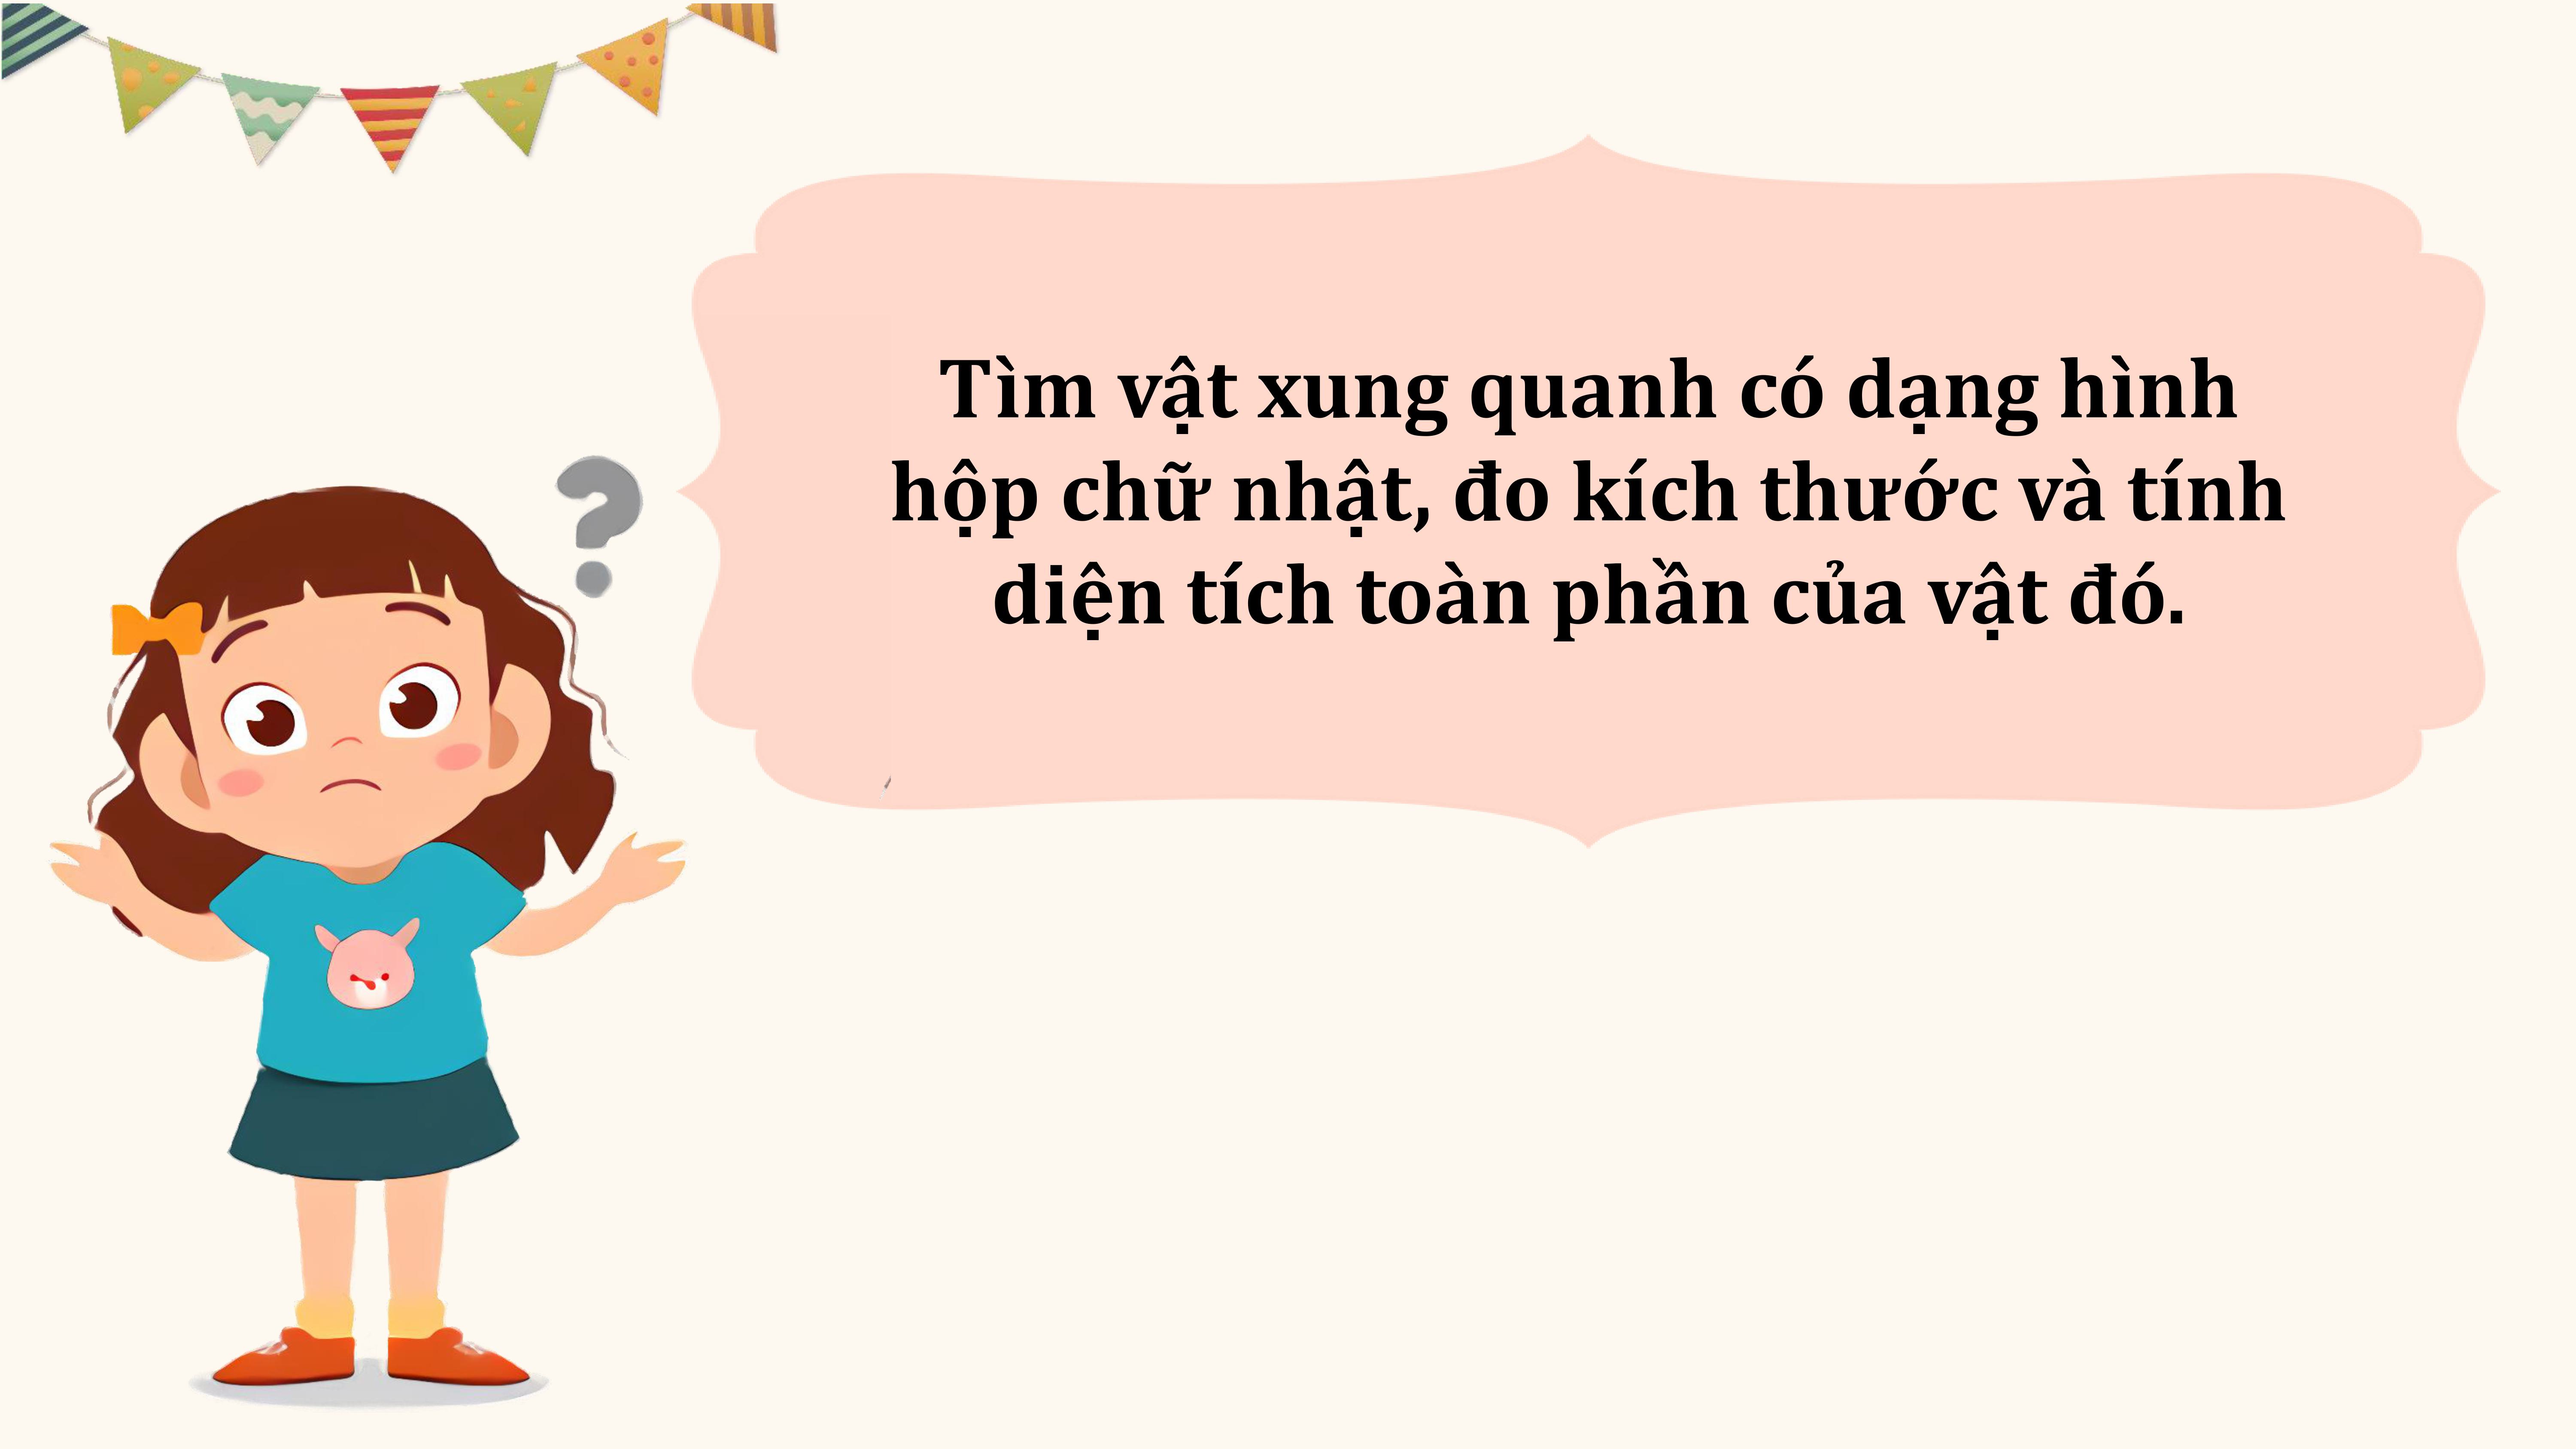 Tìm vật xung quanh có dạng hình
hộp chữ nhật, đo kích thước và tính
diện tích toàn phần của vật đó.
?